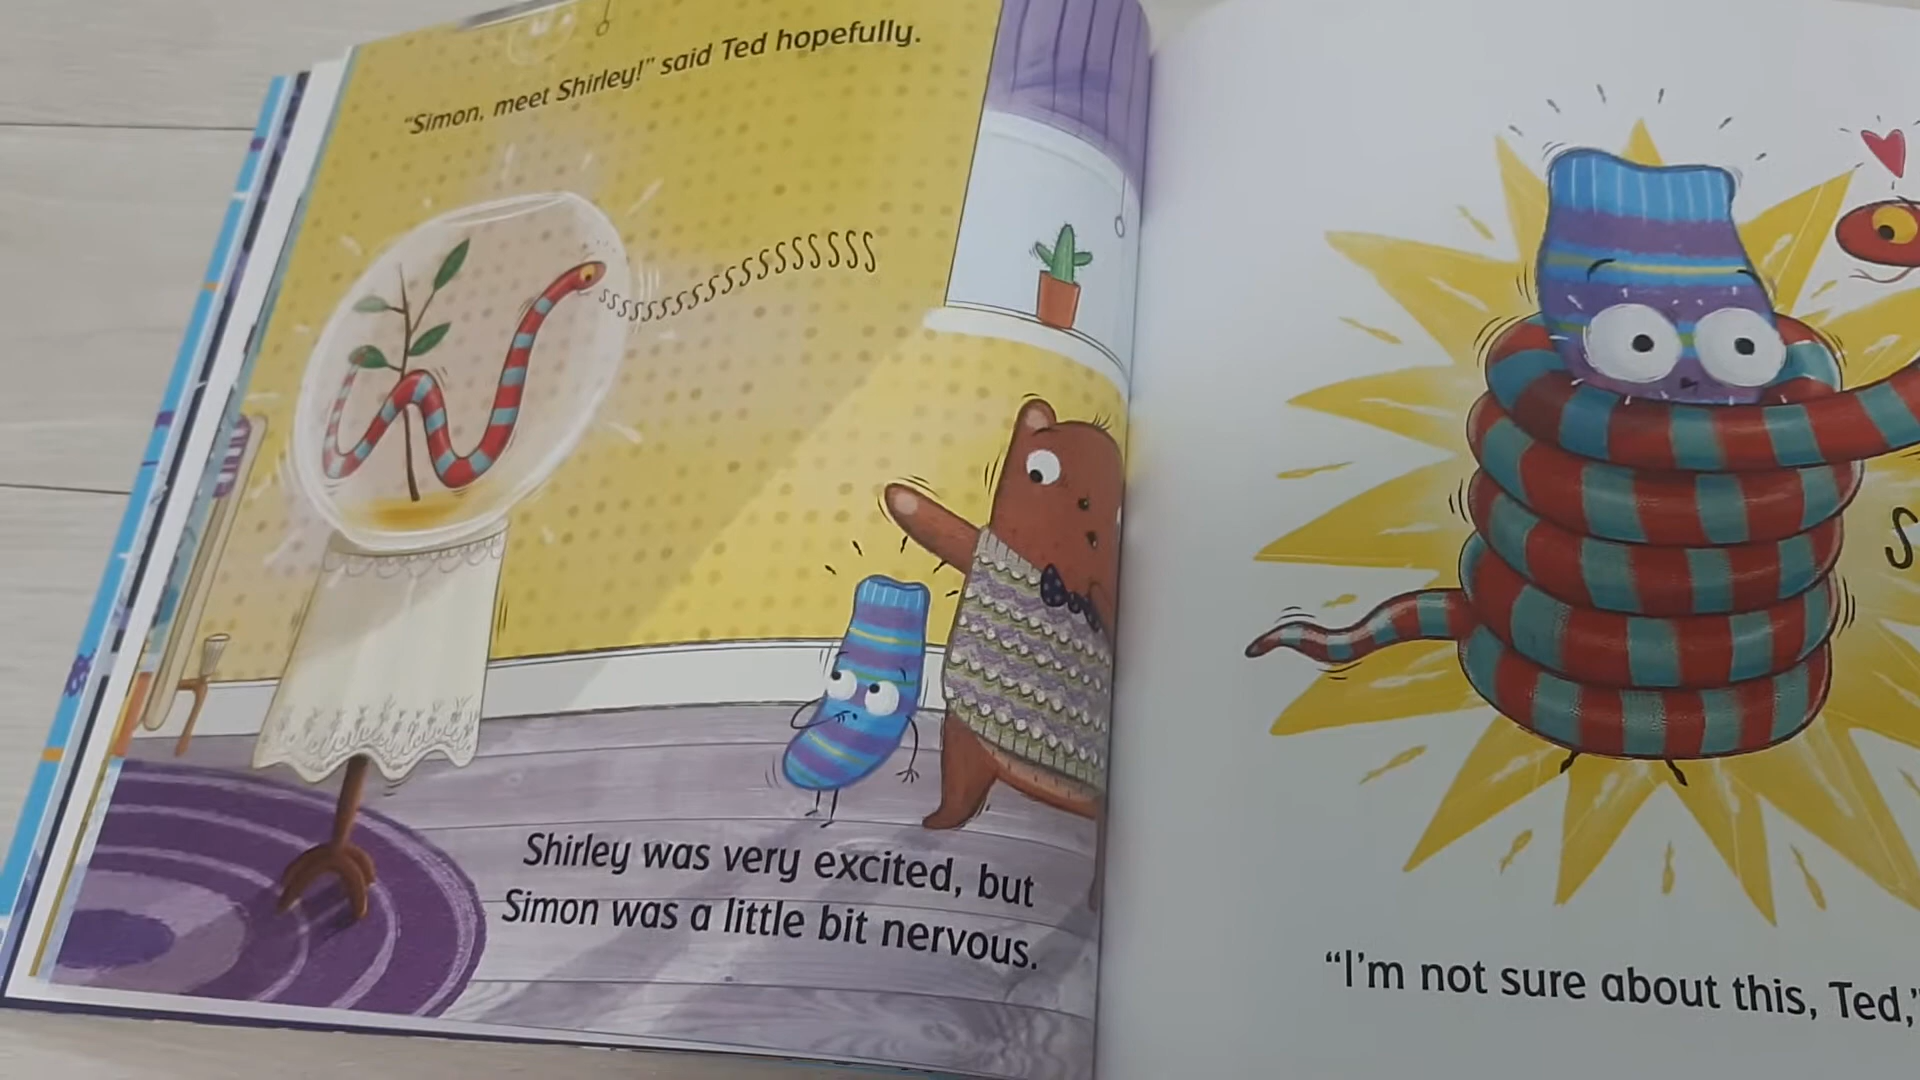 "Simon, meet Shirley!" said Ted hopefully.
ssssssssssssssssssss
Shirley was very excited, but
Simon was a little bit nervous.
S
"I'm not sure about this, Ted,"